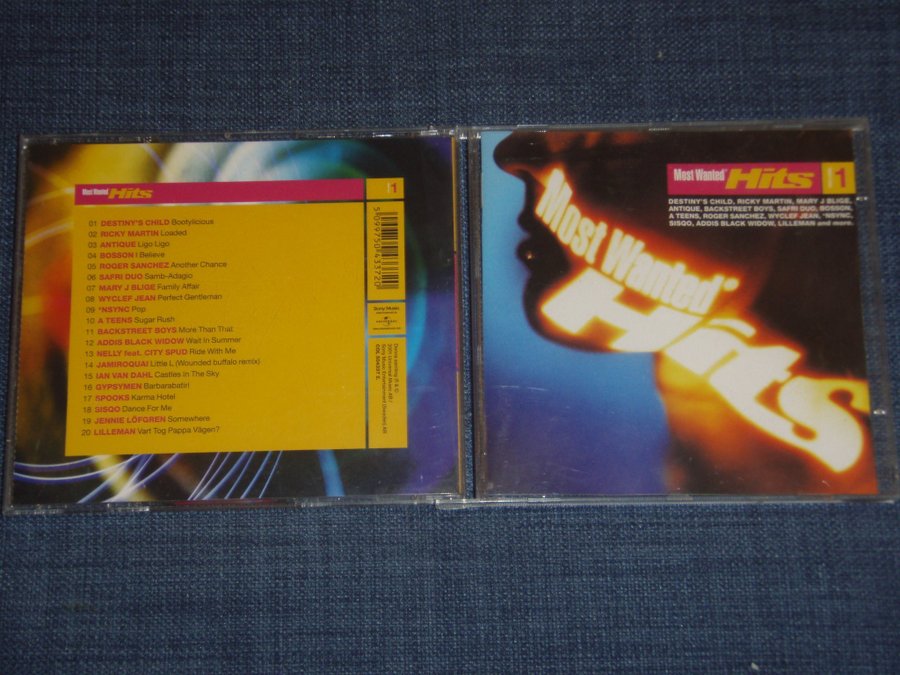 Most Wanted Hits
1
01 DESTINY'S CHILD Bootylicious
02 RICKY MARTIN Loaded
03 ANTIQUE Ligo Ligo
04 BOSSON I Believe
05 ROGER SANCHEZ Another Chance
06 SAFRI DUO Samb-Adagio
07 MARY J BLIGE Family Affair
08 WYCLEF JEAN Perfect Gentleman
09 *NSYNC Pop
10 A TEENS Sugar Rush
11 BACKSTREET BOYS More Than That
12 ADDIS BLACK WIDOW Wait In Summer
13 NELLY feat. CITY SPUD Ride With Me
14 JAMIROQUAI Little L (Wounded buffalo remix)
15 IAN VAN DAHL Castles In The Sky
16 GYPSYMEN Barbarabatiri
17 SPOOKS Karma Hotel
18 SISQO Dance For Me
19 JENNIE LÖFGREN Somewhere
20 LILLEMAN Vart Tog Pappa Vägen?
Sony Music
UNIVERSAL
Most Wanted Hits
1
DESTINY'S CHILD, RICKY MARTIN, MARY J BLIGE,
ANTIQUE, BACKSTREET BOYS, SAFRI DUO, BOSSON,
A TEENS, ROGER SANCHEZ, WYCLEF JEAN, *NSYNC,
SISQO, ADDIS BLACK WIDOW, LILLEMAN and more.
Most Wanted
Hits